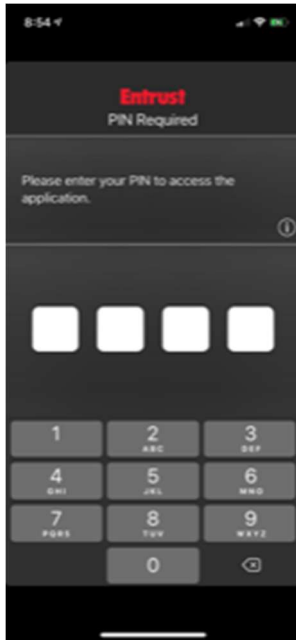 8:54
Entrust
PIN Required
Please enter your PIN to access the
application.
1
2
ABC
3
DEF
4
GHI
5
JKL
6
MNO
7
PQRS
8
TUV
9
WXYZ
0